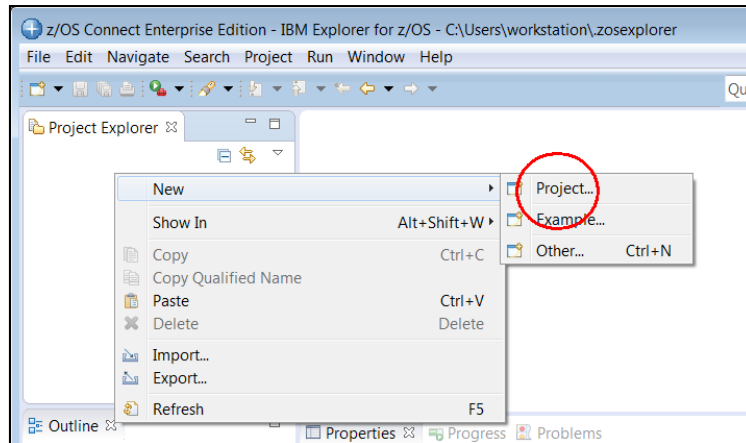 z/OS Connect Enterprise Edition - IBM Explorer for z/OS - C:\Users\workstation\.zosexplorer
File Edit Navigate Search Project Run Window Help
Qu
Project Explorer
New
Project...
Show In Alt+Shift+W
Example...
Copy Ctrl+C
Other... Ctrl+N
Copy Qualified Name
Paste Ctrl+V
Delete Delete
Import...
Export...
Refresh F5
Outline
Properties Progress Problems